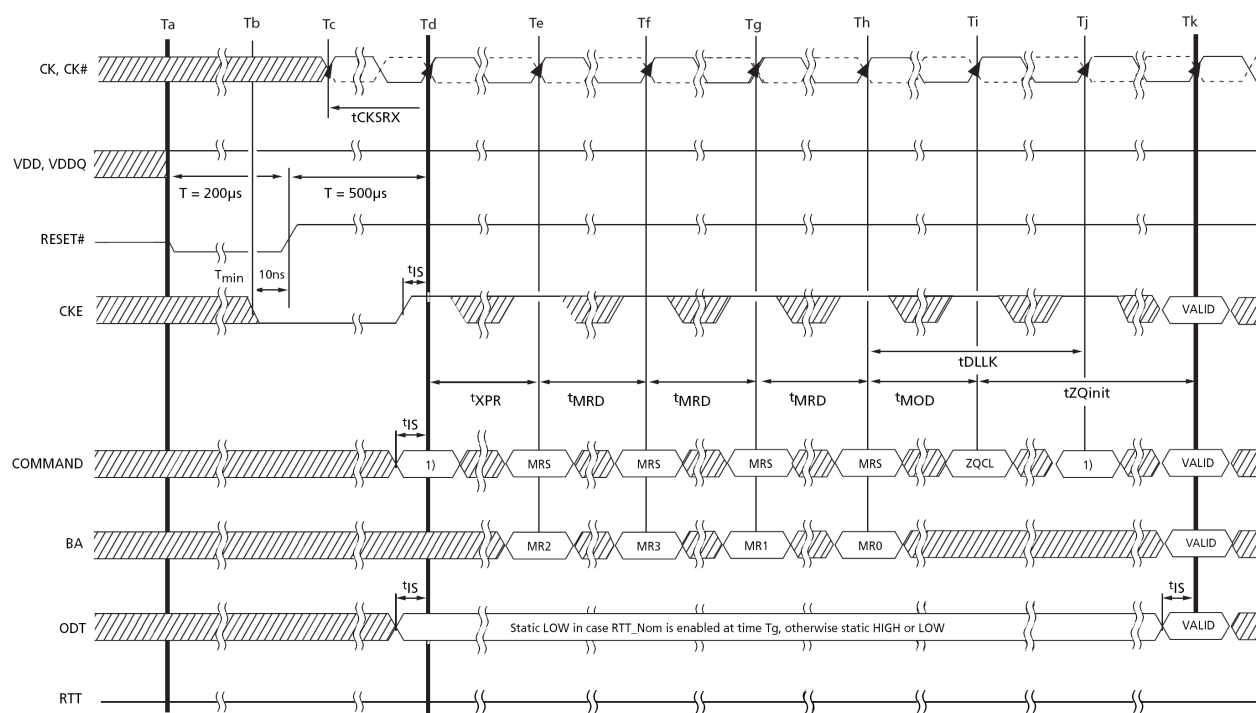 Ta Tb Tc Td Te Tf Tg Th Ti Tj Tk
CK, CK#
tCKSRX
VDD, VDDQ
T = 200µs T = 500µs
RESET#
Tmin 10ns tIS
CKE VALID
tDLLK
tXPR tMRD tMRD tMRD tMOD tZQinit
tIS
COMMAND 1) MRS MRS MRS MRS ZQCL 1) VALID
BA MR2 MR3 MR1 MR0 VALID
tIS tIS
ODT Static LOW in case RTT_Nom is enabled at time Tg, otherwise static HIGH or LOW VALID
RTT